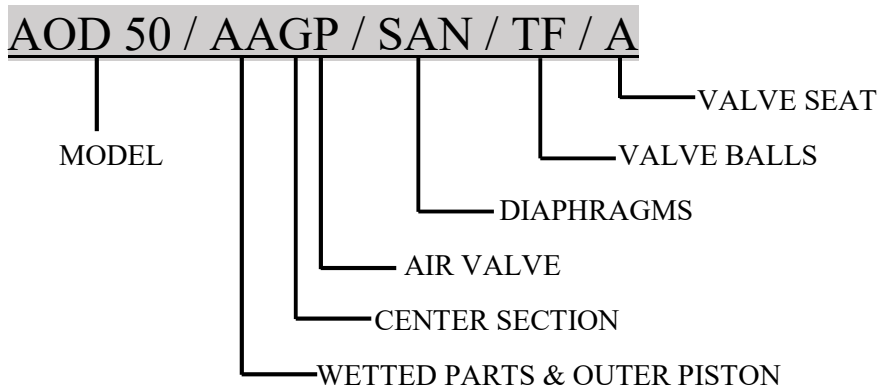 AOD 50 / AAGP / SAN / TF / A
VALVE SEAT
MODEL
VALVE BALLS
DIAPHRAGMS
AIR VALVE
CENTER SECTION
WETTED PARTS & OUTER PISTON